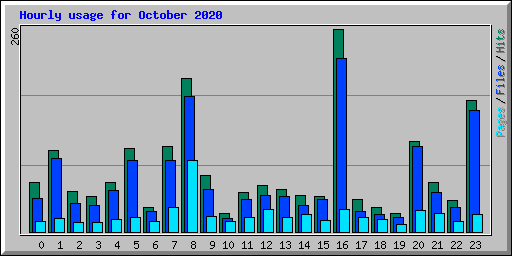 Hourly usage for October 2020
260
Pages/Files/Hits
0 1 2 3 4 5 6 7 8 9 10 11 12 13 14 15 16 17 18 19 20 21 22 23